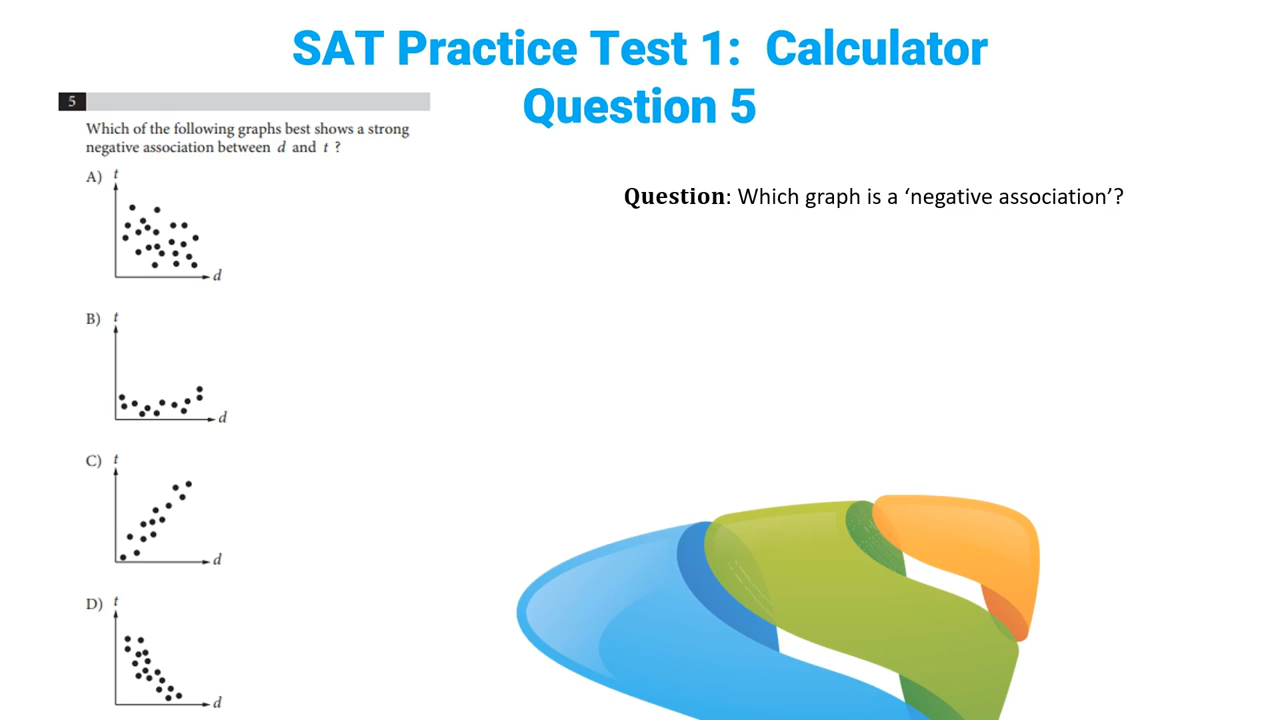 SAT Practice Test 1: Calculator
Question 5
5
Which of the following graphs best shows a strong
negative association between d and t ?
A) t
d
B) t
d
C) t
d
D) t
d
Question: Which graph is a ‘negative association’?